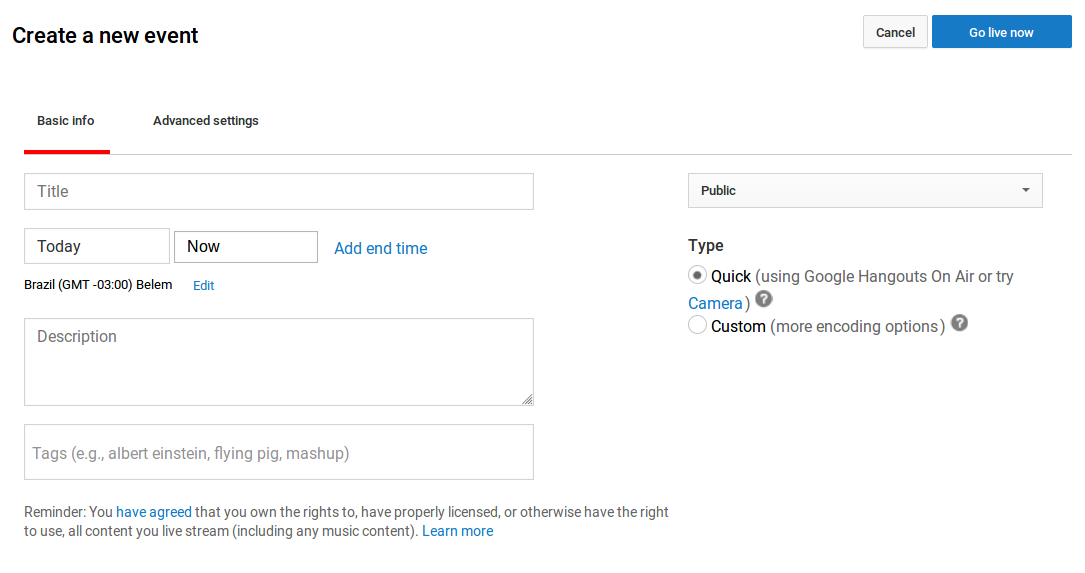 Create a new event
Cancel
Go live now
Basic info
Advanced settings
Title
Public
Today
Now
Add end time
Brazil (GMT -03:00) Belem
Edit
Type
Quick (using Google Hangouts On Air or try
Camera)
?
Custom (more encoding options)
?
Description
Tags (e.g., albert einstein, flying pig, mashup)
Reminder: You have agreed that you own the rights to, have properly licensed, or otherwise have the right
to use, all content you live stream (including any music content). Learn more